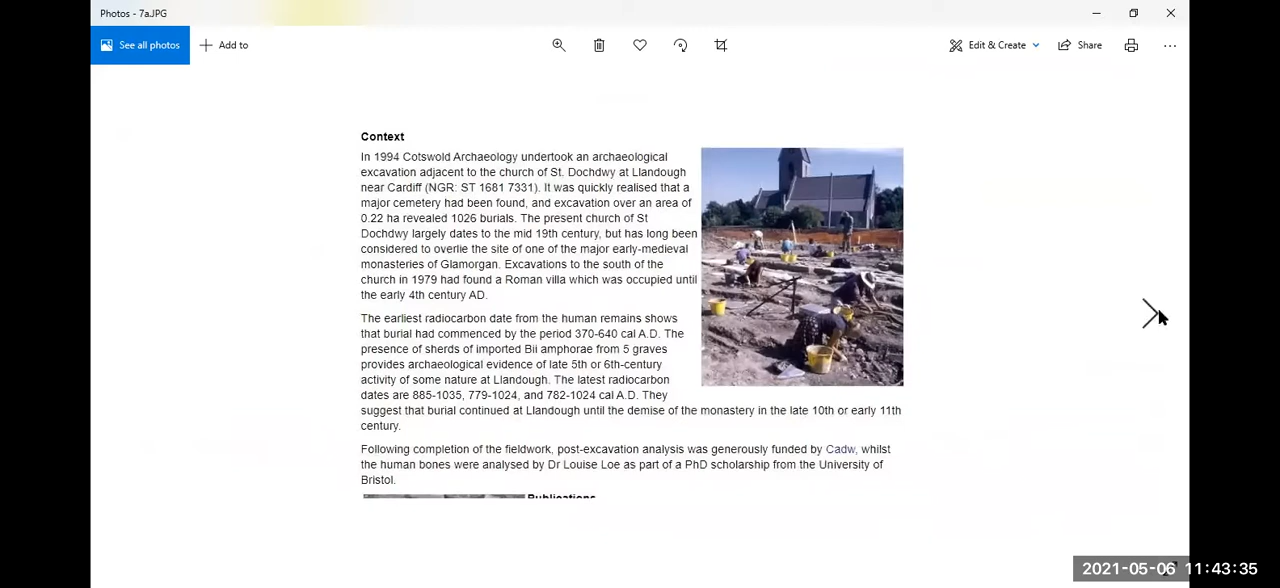 Photos - 7a.JPG
See all photos
Add to
Edit & Create
Share
Context
In 1994 Cotswold Archaeology undertook an archaeological
excavation adjacent to the church of St. Dochdwy at Llandough
near Cardiff (NGR: ST 1681 7331). It was quickly realised that a
major cemetery had been found, and excavation over an area of
0.22 ha revealed 1026 burials. The present church of St
Dochdwy largely dates to the mid 19th century, but has long been
considered to overlie the site of one of the major early-medieval
monasteries of Glamorgan. Excavations to the south of the
church in 1979 had found a Roman villa which was occupied until
the early 4th century AD.
The earliest radiocarbon date from the human remains shows
that burial had commenced by the period 370-640 cal A.D. The
presence of sherds of imported Bii amphorae from 5 graves
provides archaeological evidence of late 5th or 6th-century
activity of some nature at Llandough. The latest radiocarbon
dates are 885-1035, 779-1024, and 782-1024 cal A.D. They
suggest that burial continued at Llandough until the demise of the monastery in the late 10th or early 11th
century.
Following completion of the fieldwork, post-excavation analysis was generously funded by Cadw, whilst
the human bones were analysed by Dr Louise Loe as part of a PhD scholarship from the University of
Bristol.
Publications
2021-05-06 11:43:35